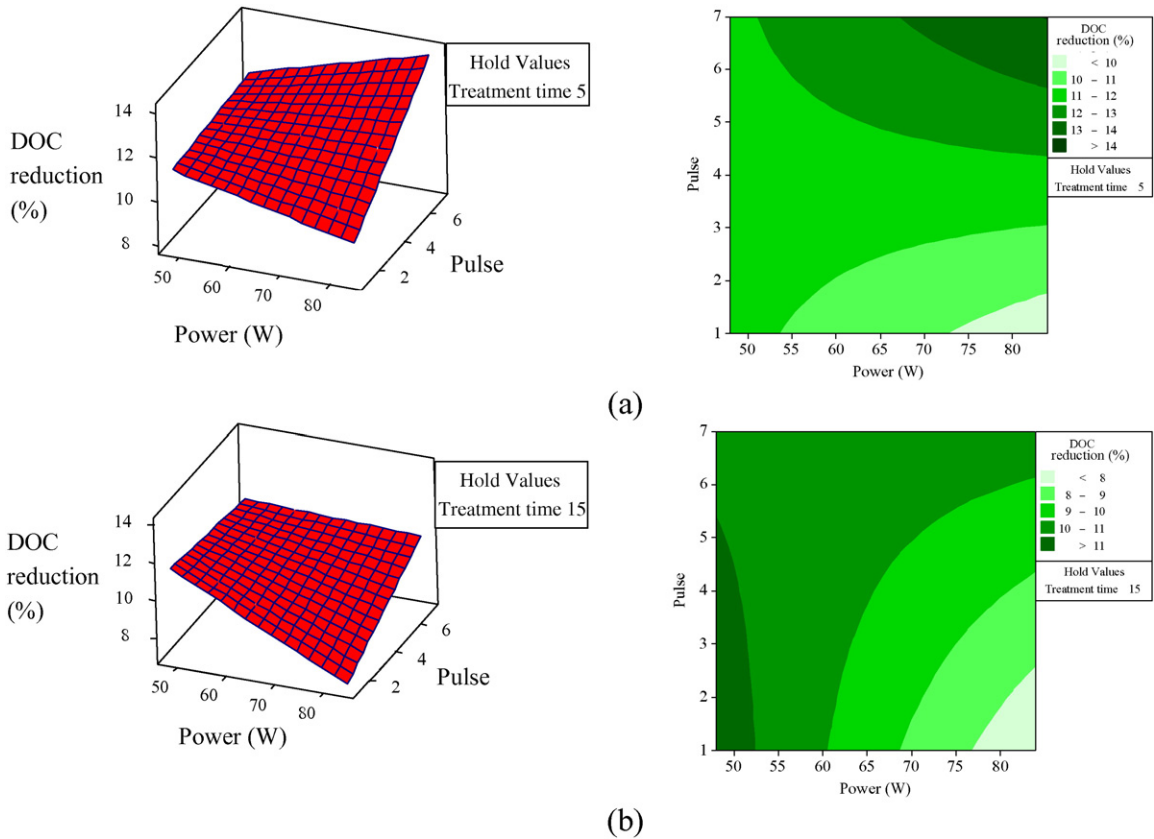 14
12
10
8
DOC
reduction
(%)
50
60
70
80
Power (W)
2
4
6
Pulse
Hold Values
Treatment time 5
7
6
5
4
3
2
1
Pulse
50
55
60
65
70
75
80
Power (W)
DOC
reduction (%)
< 10
10 – 11
11 – 12
12 – 13
13 – 14
> 14
Hold Values
Treatment time 5
(a)
14
12
10
8
DOC
reduction
(%)
50
60
70
80
Power (W)
2
4
6
Pulse
Hold Values
Treatment time 15
7
6
5
4
3
2
1
Pulse
50
55
60
65
70
75
80
Power (W)
DOC
reduction (%)
< 8
8 – 9
9 – 10
10 – 11
> 11
Hold Values
Treatment time 15
(b)